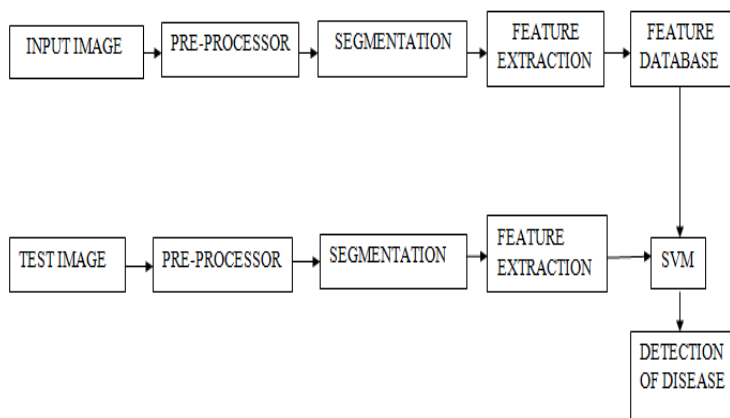 INPUT IMAGE
PRE-PROCESSOR
SEGMENTATION
FEATURE
EXTRACTION
FEATURE
DATABASE
TEST IMAGE
PRE-PROCESSOR
SEGMENTATION
FEATURE
EXTRACTION
SVM
DETECTION
OF DISEASE